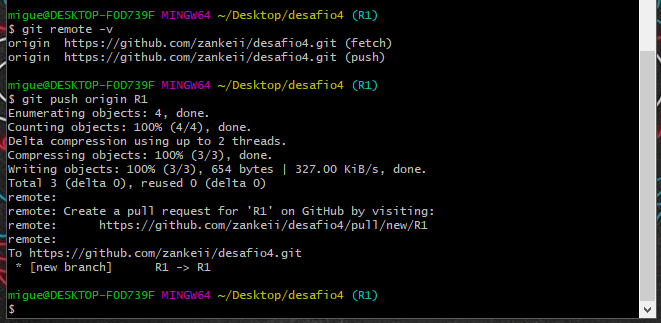 migue@DESKTOP-FOD739F MINGW64 ~/Desktop/desafio4 (R1)
$ git remote -v
origin  https://github.com/zankeii/desafio4.git (fetch)
origin  https://github.com/zankeii/desafio4.git (push)
migue@DESKTOP-FOD739F MINGW64 ~/Desktop/desafio4 (R1)
$ git push origin R1
Enumerating objects: 4, done.
Counting objects: 100% (4/4), done.
Delta compression using up to 2 threads.
Compressing objects: 100% (3/3), done.
Writing objects: 100% (3/3), 654 bytes | 327.00 KiB/s, done.
Total 3 (delta 0), reused 0 (delta 0)
remote:
remote: Create a pull request for 'R1' on GitHub by visiting:
remote:      https://github.com/zankeii/desafio4/pull/new/R1
remote:
To https://github.com/zankeii/desafio4.git
 * [new branch]      R1 -> R1
migue@DESKTOP-FOD739F MINGW64 ~/Desktop/desafio4 (R1)
$